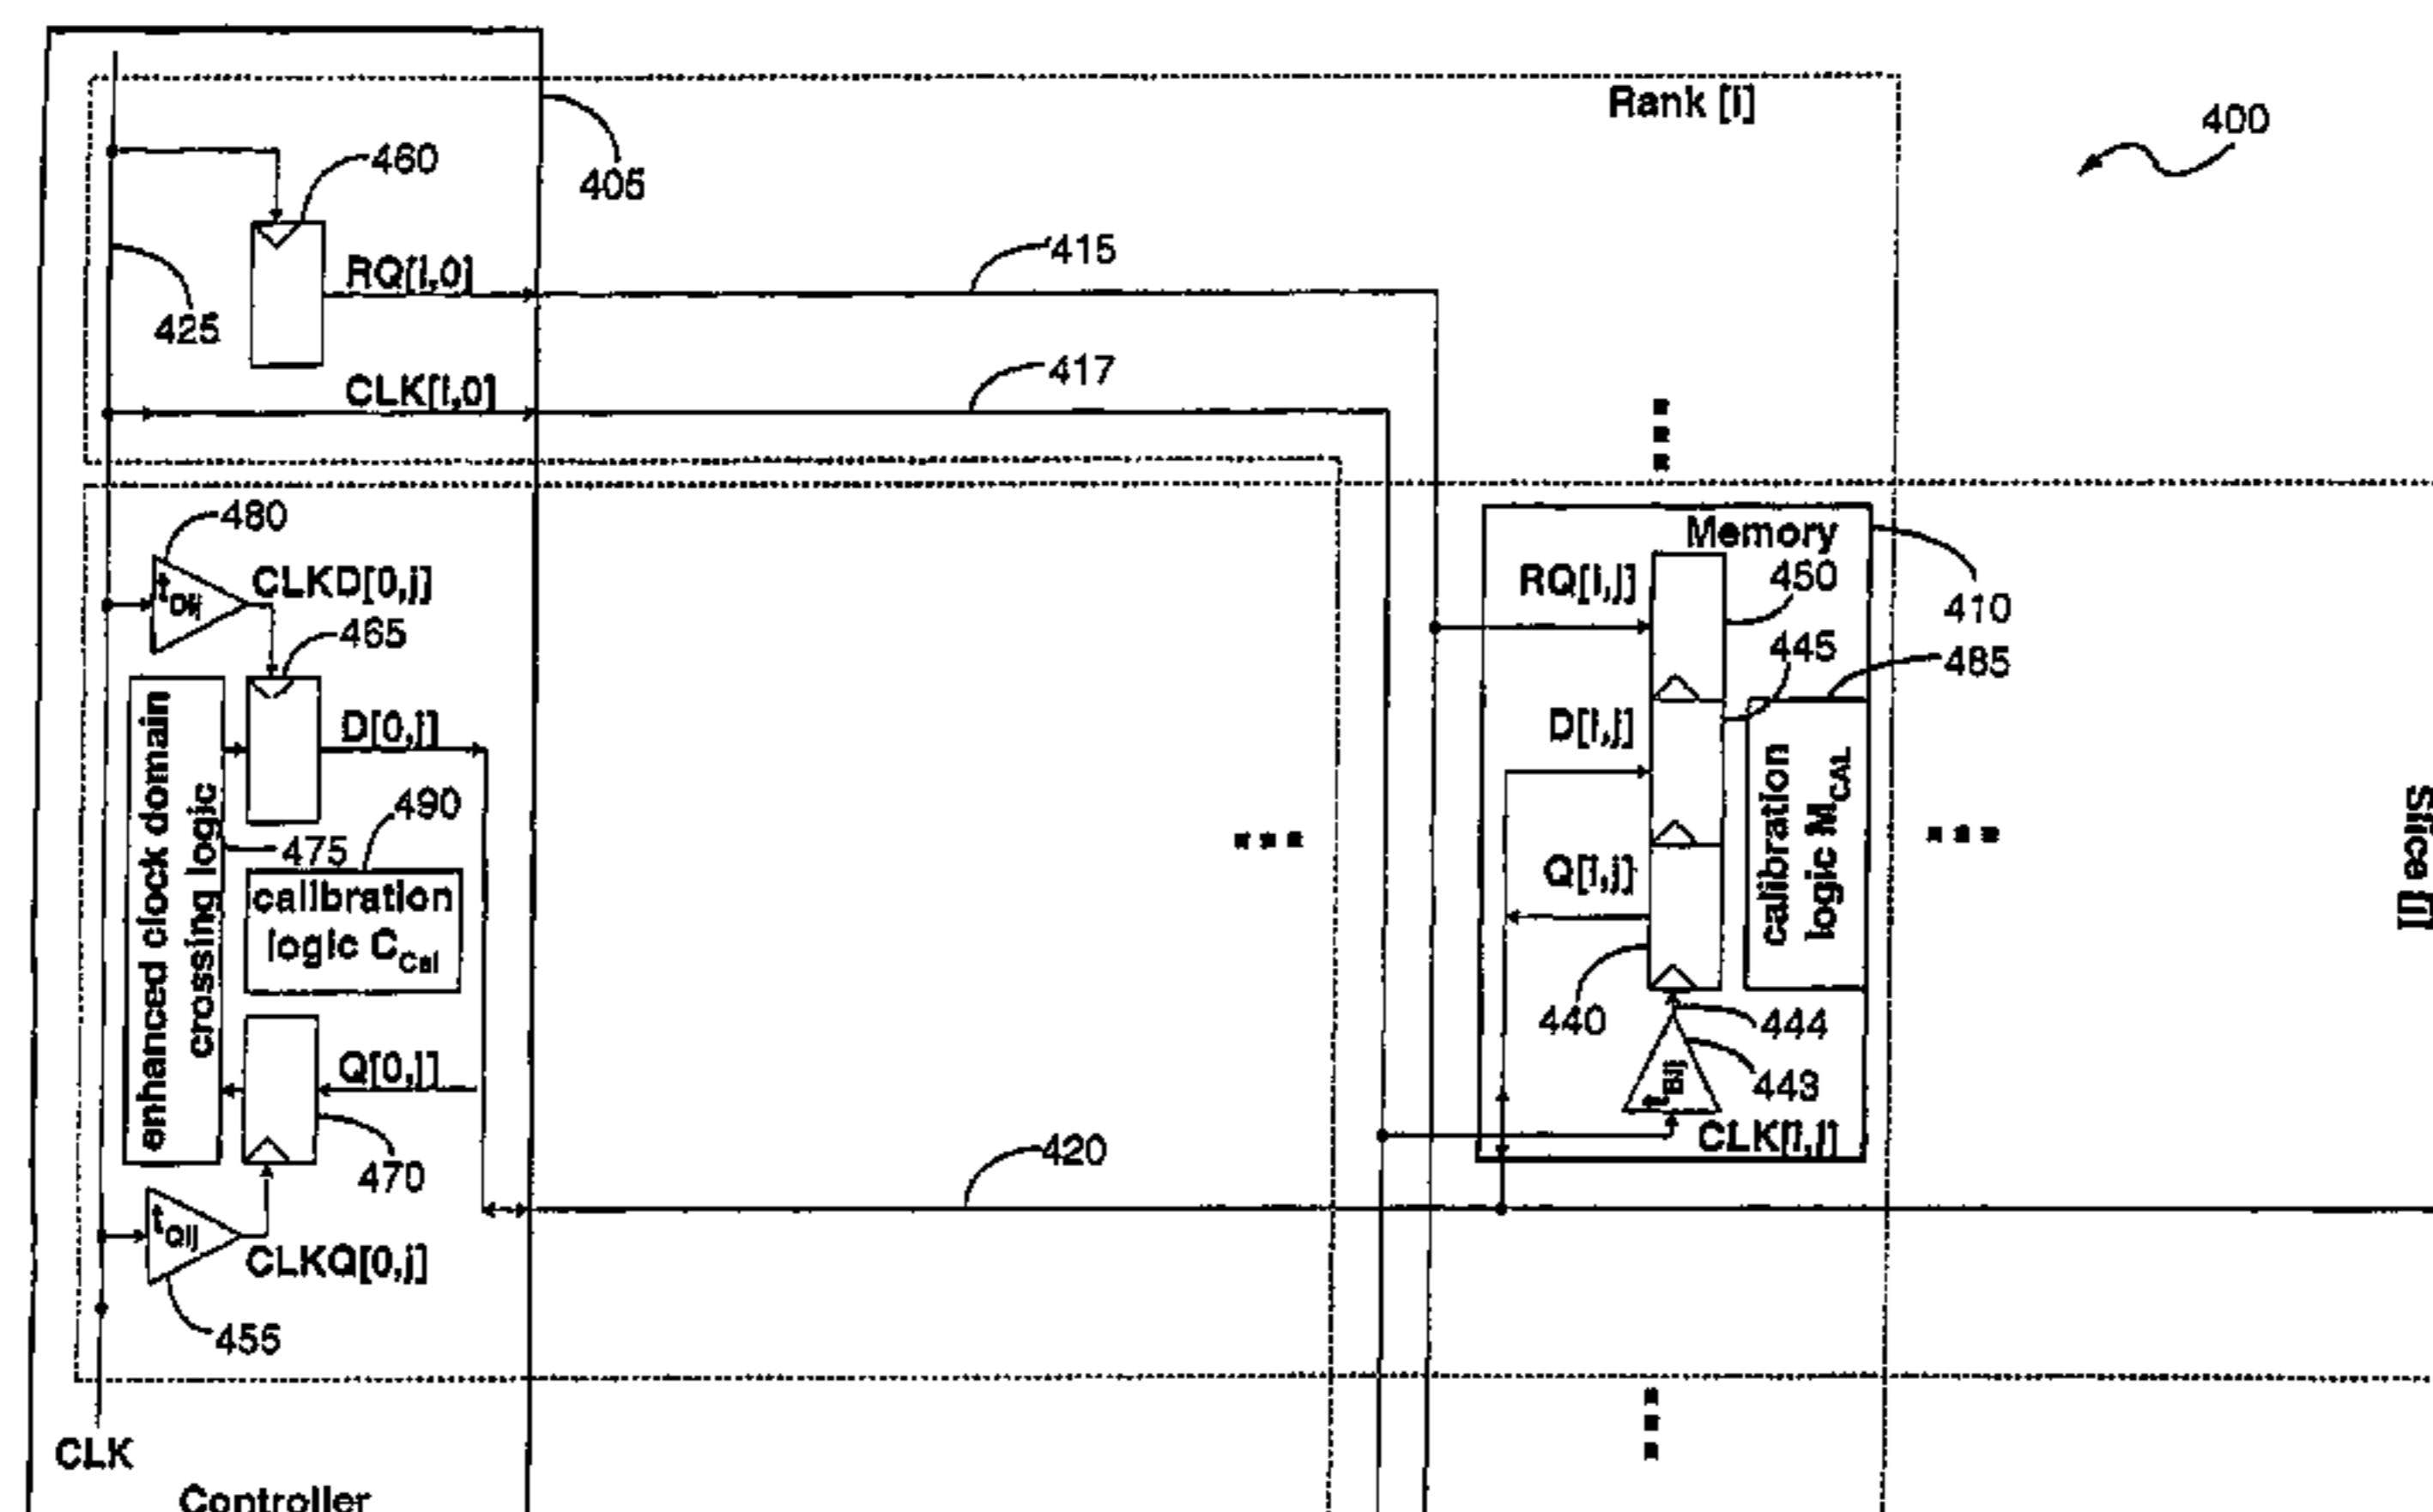 Rank [i]
400
460
405
415
RQ[i,0]
425
417
CLK[i,0]
480
Memory
CLKD[0,j]
RQ[i,j]
450
tDij
410
465
445
485
D[0,j]
D[i,j]
490
enhanced clock domain
crossing logic
475
calibration
logic MCAL
Slice [j]
Q[i,j]
calibration
logic CCal
440
444
Q[0,j]
tBij
443
CLK[i,j]
420
470
tQij
CLKQ[0,j]
455
CLK
Controller